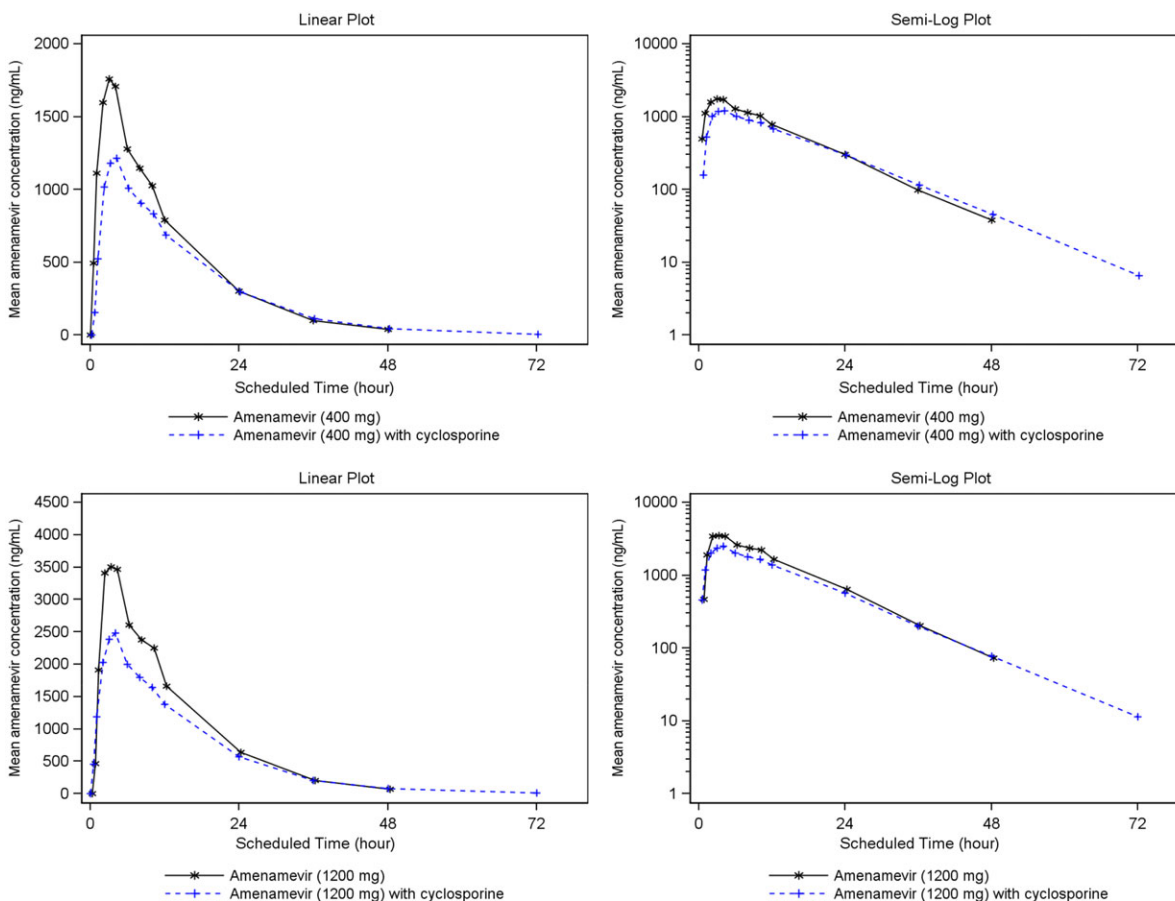 Linear Plot
Mean amenamevir concentration (ng/mL)
2000
1500
1000
500
0
0 24 48 72
Scheduled Time (hour)
Amenamevir (400 mg)
Amenamevir (400 mg) with cyclosporine
Semi-Log Plot
Mean amenamevir concentration (ng/mL)
10000
1000
100
10
1
0 24 48 72
Scheduled Time (hour)
Amenamevir (400 mg)
Amenamevir (400 mg) with cyclosporine
Linear Plot
Mean amenamevir concentration (ng/mL)
4500
4000
3500
3000
2500
2000
1500
1000
500
0
0 24 48 72
Scheduled Time (hour)
Amenamevir (1200 mg)
Amenamevir (1200 mg) with cyclosporine
Semi-Log Plot
Mean amenamevir concentration (ng/mL)
10000
1000
100
10
1
0 24 48 72
Scheduled Time (hour)
Amenamevir (1200 mg)
Amenamevir (1200 mg) with cyclosporine